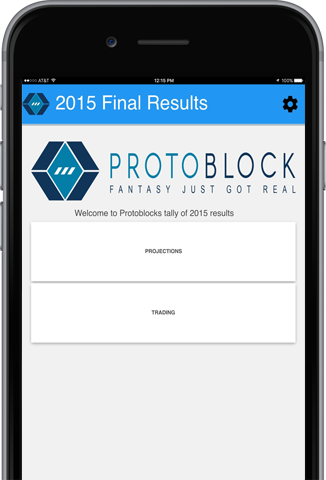 ●●○○○ AT&T 12:15 PM 100%
2015 Final Results
PROTOBLOCK
FANTASY JUST GOT REAL
Welcome to Protoblocks tally of 2015 results
PROJECTIONS
TRADING